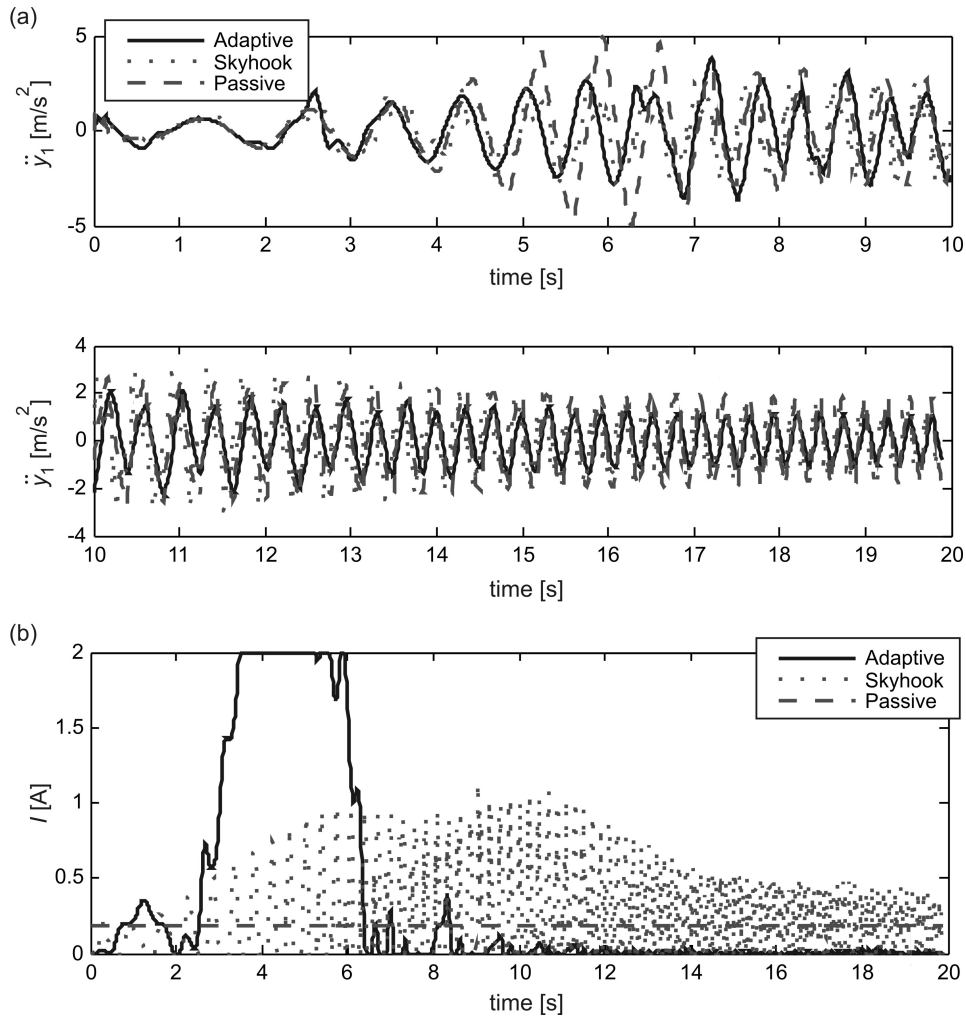 (a)
Adaptive
Skyhook
Passive
5
0
-5
ÿ₁ [m/s²]
0 1 2 3 4 5 6 7 8 9 10
time [s]
4
2
0
-2
-4
ÿ₁ [m/s²]
10 11 12 13 14 15 16 17 18 19 20
time [s]
(b)
Adaptive
Skyhook
Passive
2
1.5
1
0.5
0
I [A]
0 2 4 6 8 10 12 14 16 18 20
time [s]